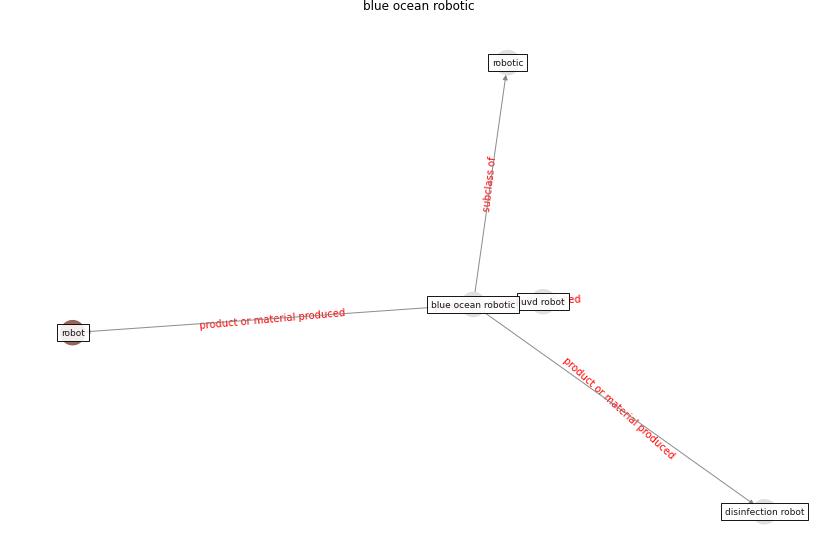 blue ocean robotic
robotic
subclass of
blue ocean robotic
uvd robot
ed
product or material produced
robot
product or material produced
disinfection robot